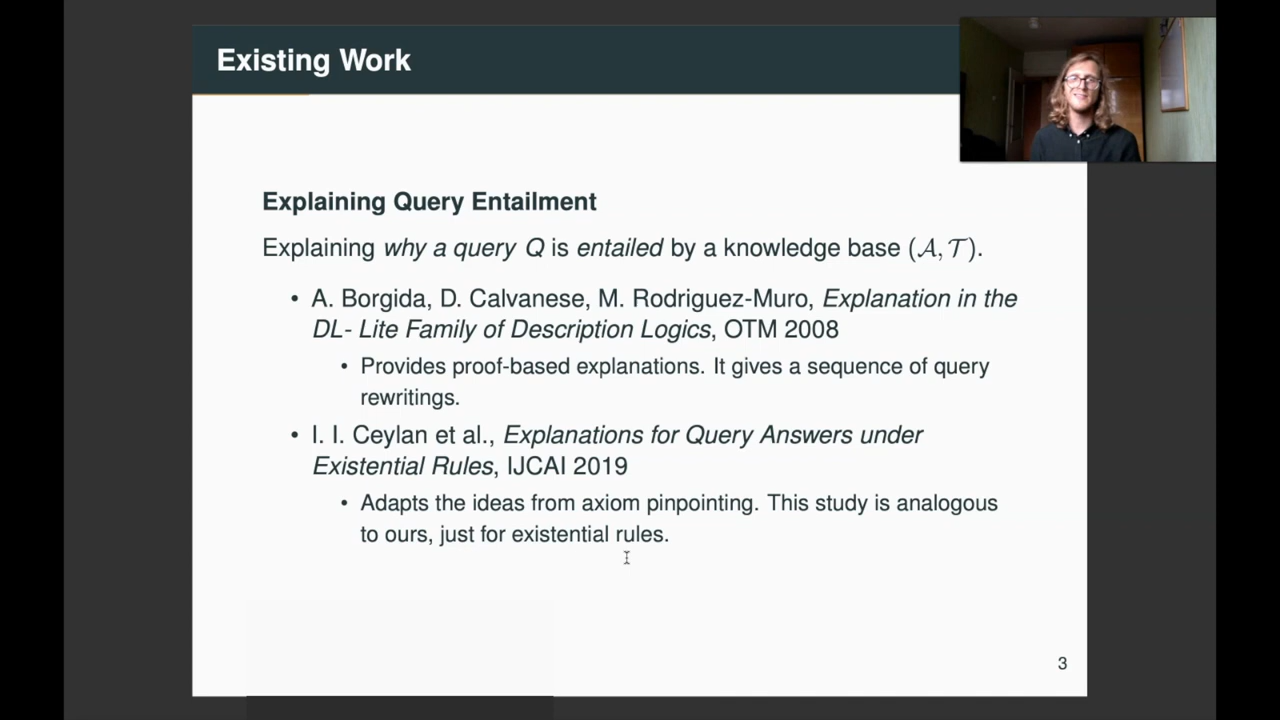 Existing Work
Explaining Query Entailment
Explaining why a query Q is entailed by a knowledge base (𝒜, 𝒯).
• A. Borgida, D. Calvanese, M. Rodriguez-Muro, Explanation in the
DL- Lite Family of Description Logics, OTM 2008
• Provides proof-based explanations. It gives a sequence of query
rewritings.
• I. I. Ceylan et al., Explanations for Query Answers under
Existential Rules, IJCAI 2019
• Adapts the ideas from axiom pinpointing. This study is analogous
to ours, just for existential rules.
3